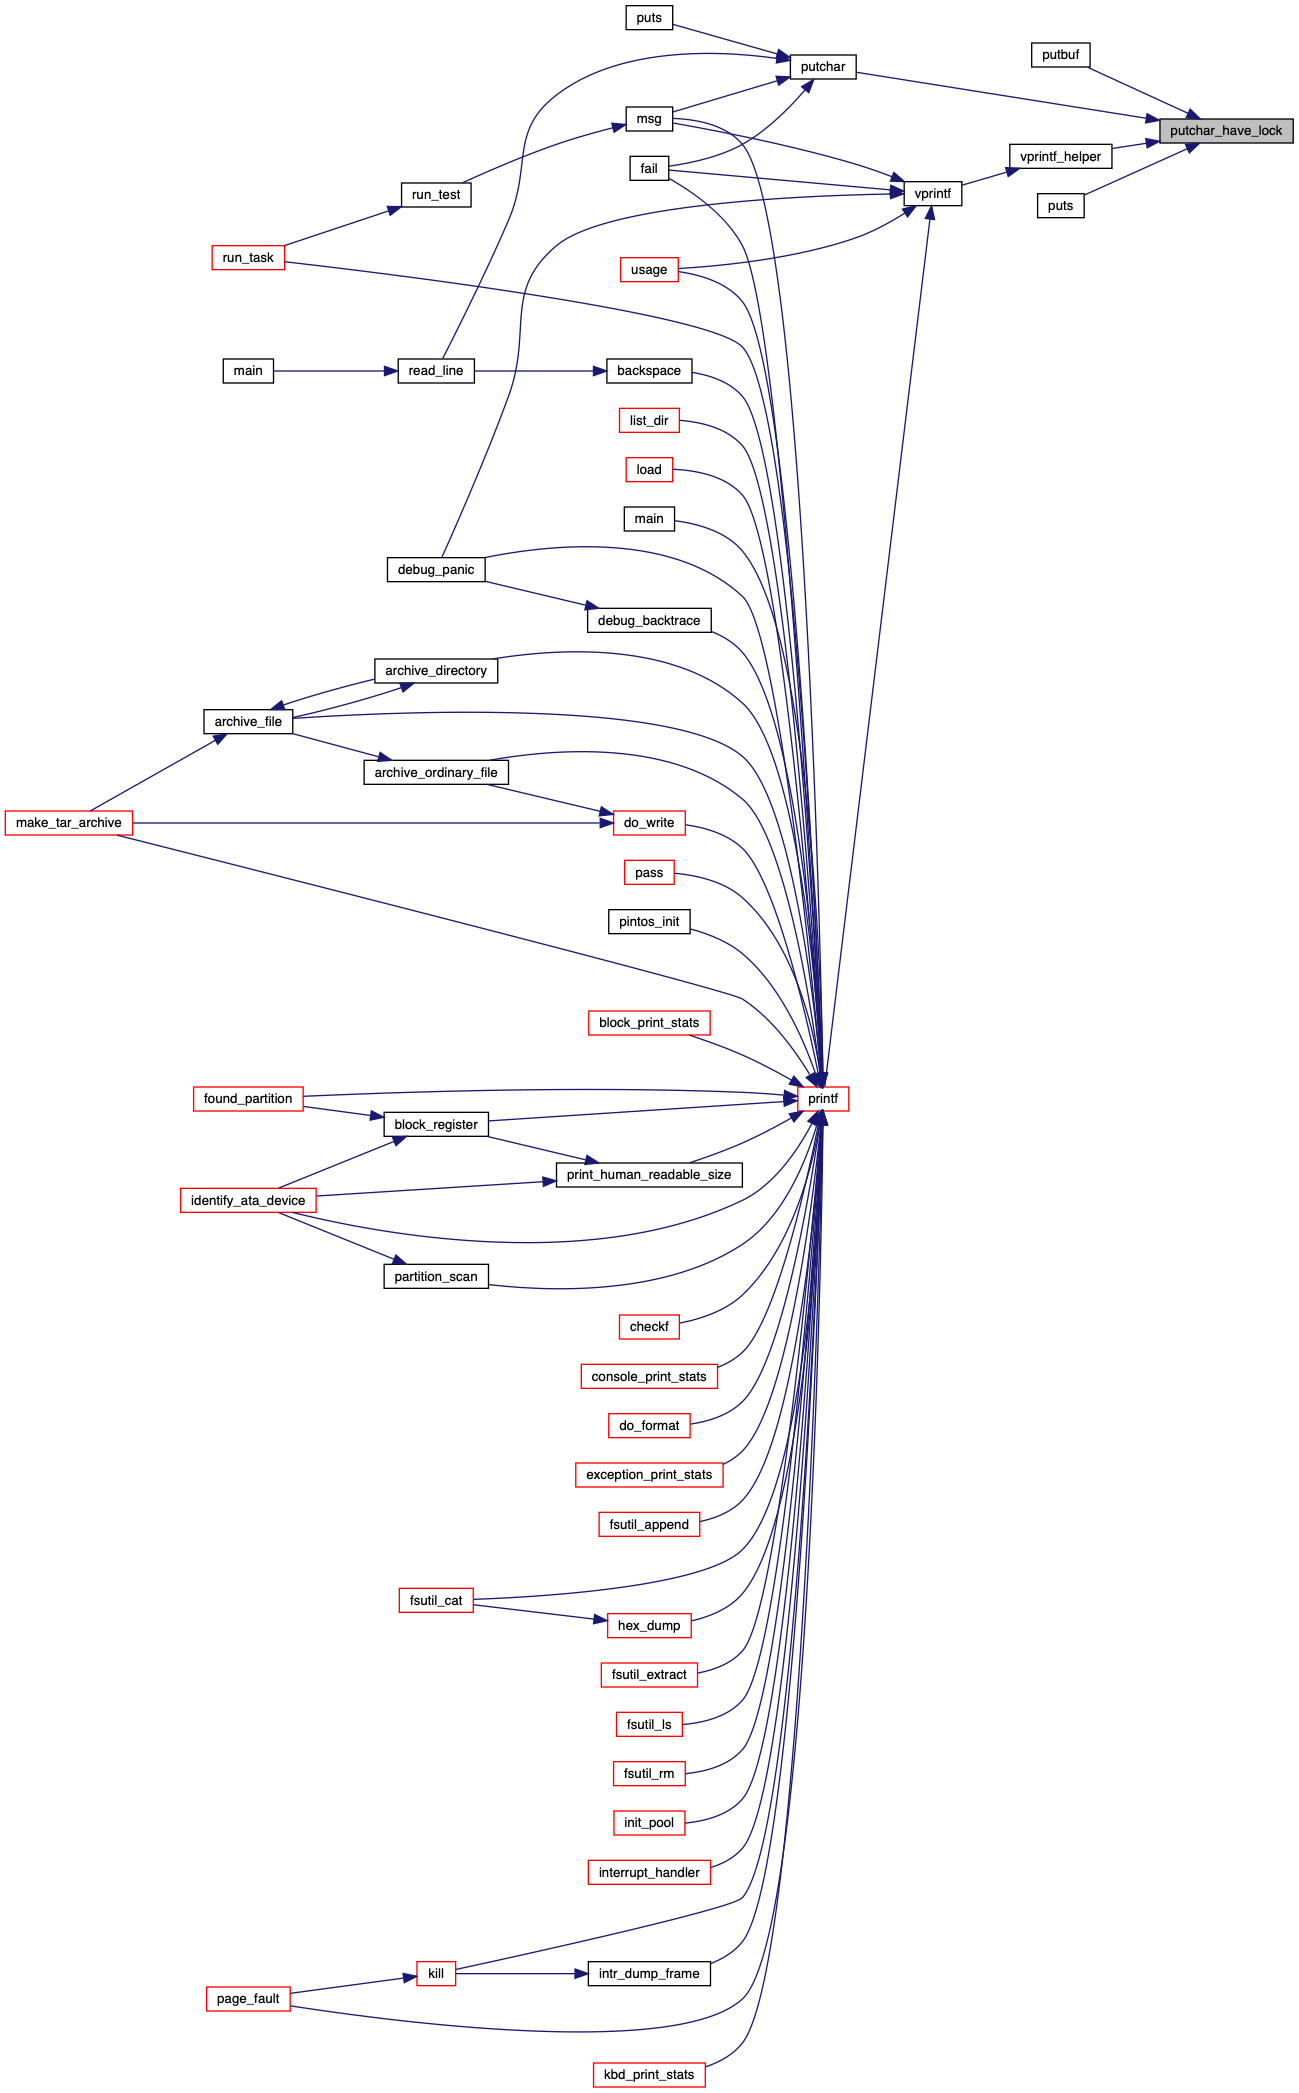 puts
putbuf
putchar
msg
putchar_have_lock
vprintf_helper
fail
run_test
vprintf
puts
run_task
usage
main
read_line
backspace
list_dir
load
main
debug_panic
debug_backtrace
archive_directory
archive_file
archive_ordinary_file
make_tar_archive
do_write
pass
pintos_init
block_print_stats
found_partition
printf
block_register
print_human_readable_size
identify_ata_device
partition_scan
checkf
console_print_stats
do_format
exception_print_stats
fsutil_append
fsutil_cat
hex_dump
fsutil_extract
fsutil_ls
fsutil_rm
init_pool
interrupt_handler
kill
intr_dump_frame
page_fault
kbd_print_stats